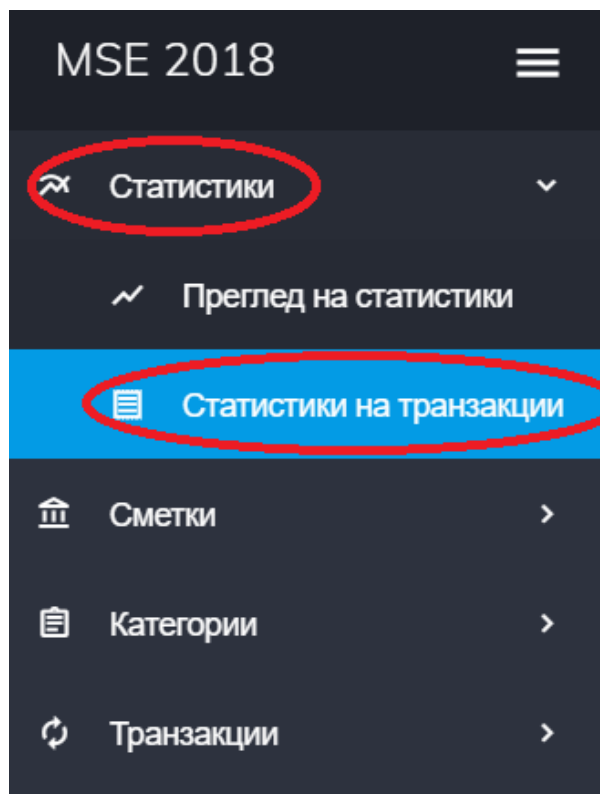 MSE 2018
Статистики
Преглед на статистики
Статистики на транзакции
Сметки
Категории
Транзакции